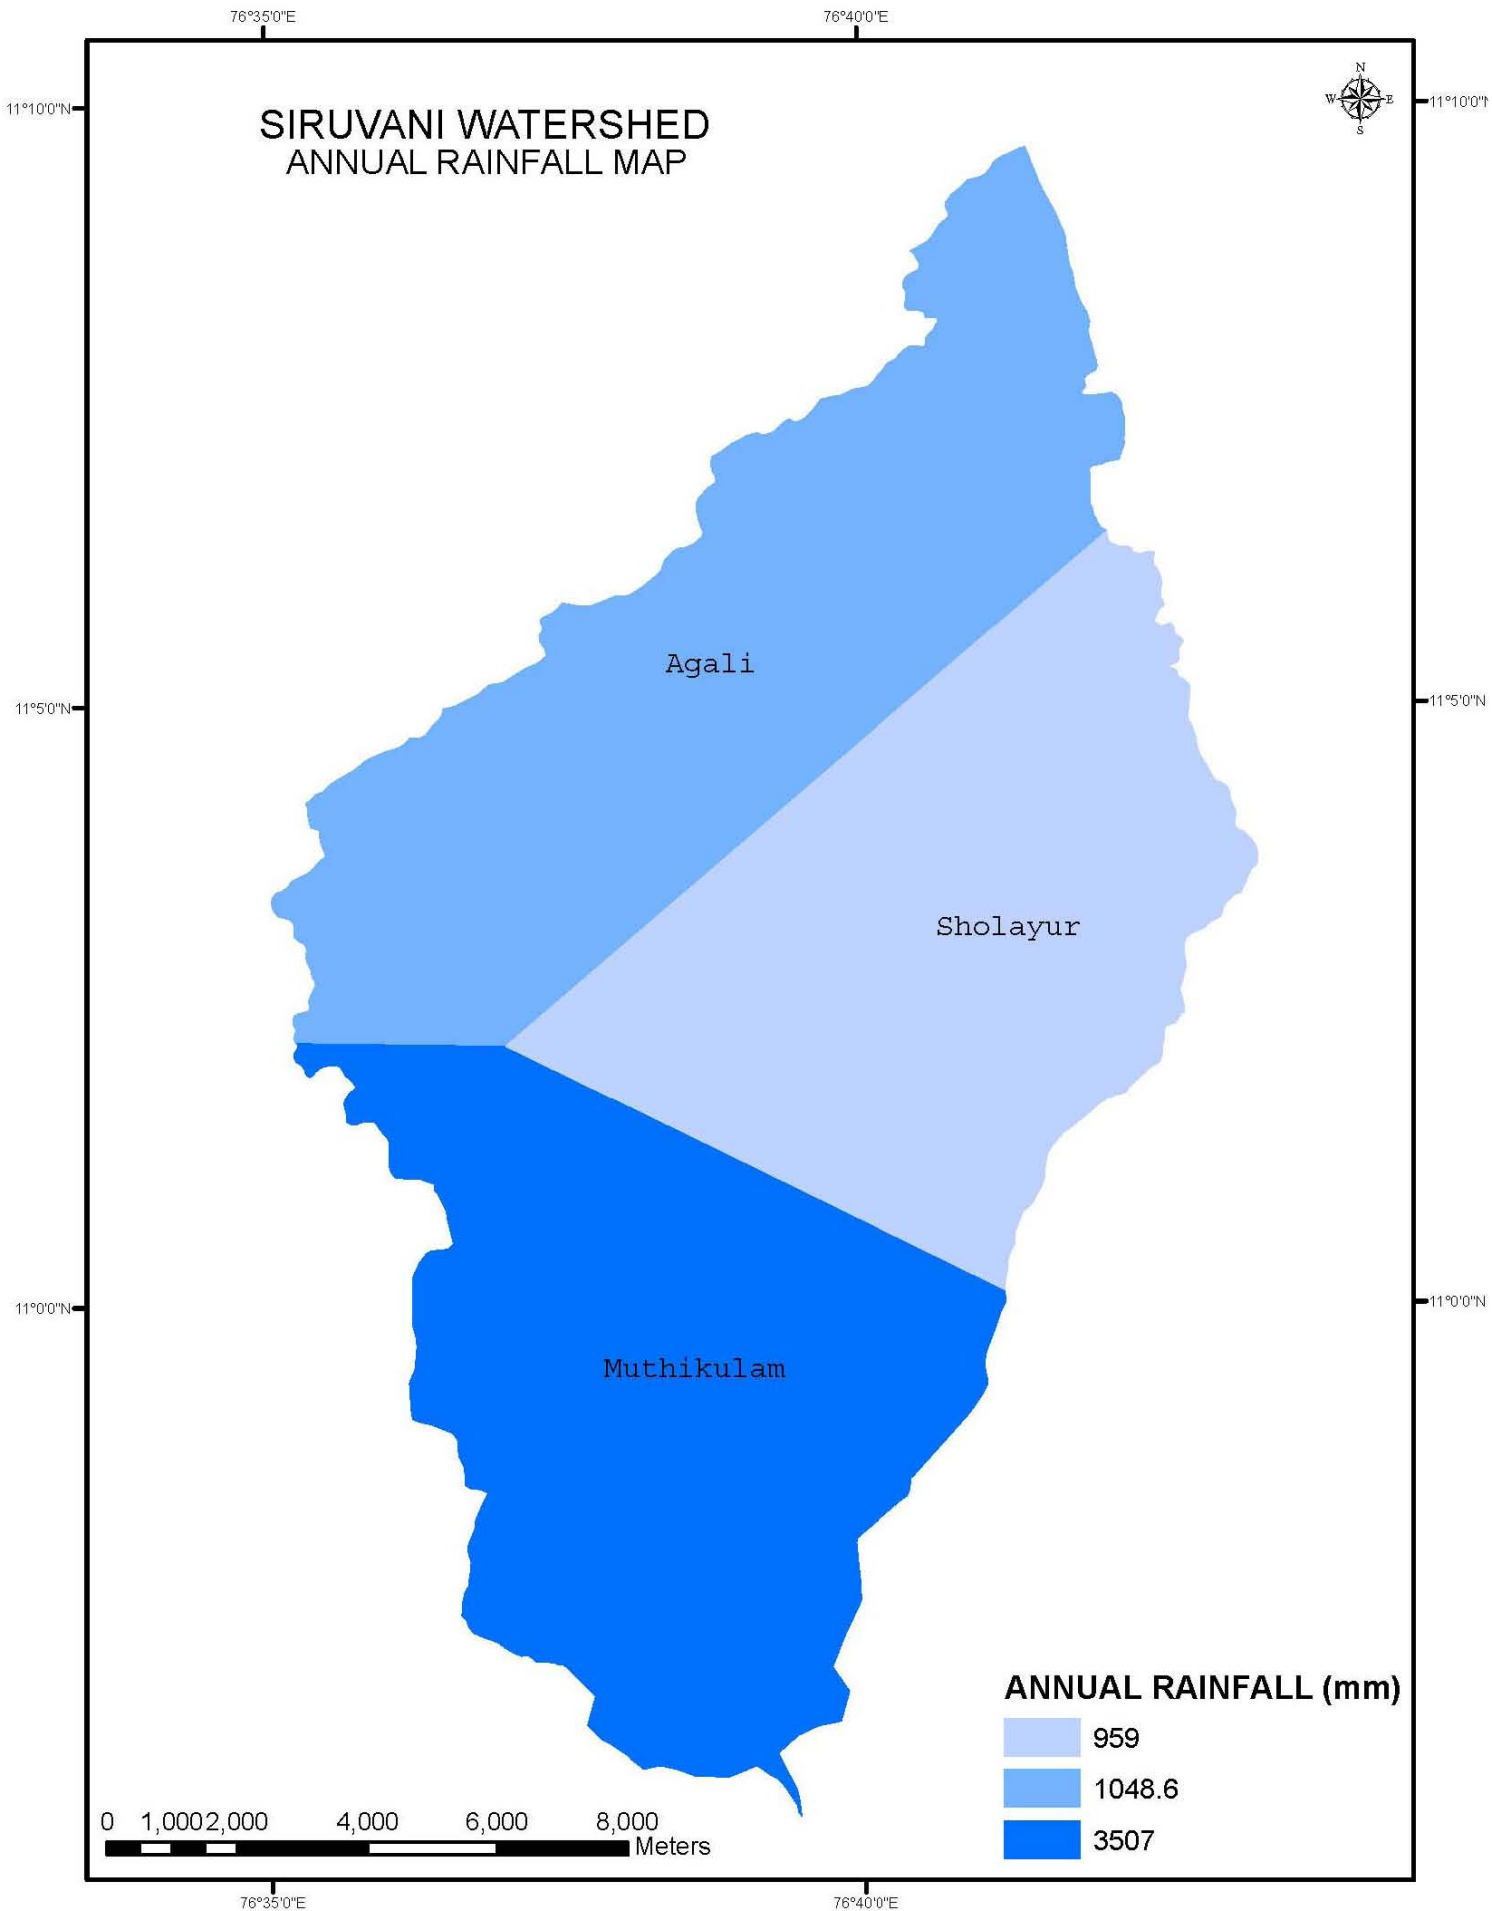 76°35'0"E 76°40'0"E
N
W E
S
11°10'0"N 11°10'0"N
SIRUVANI WATERSHED
ANNUAL RAINFALL MAP
Agali
11°5'0"N 11°5'0"N
Sholayur
11°0'0"N 11°0'0"N
Muthikulam
ANNUAL RAINFALL (mm)
959
1048.6
3507
0 1,000 2,000 4,000 6,000 8,000
Meters
76°35'0"E 76°40'0"E